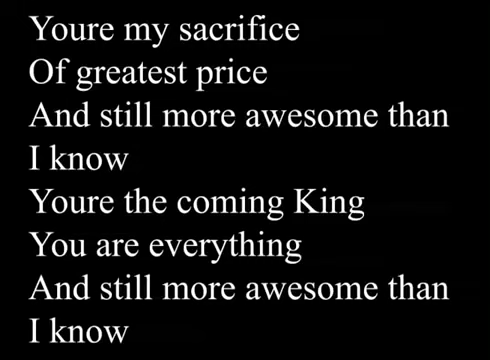 Youre my sacrifice
Of greatest price
And still more awesome than
I know
Youre the coming King
You are everything
And still more awesome than
I know